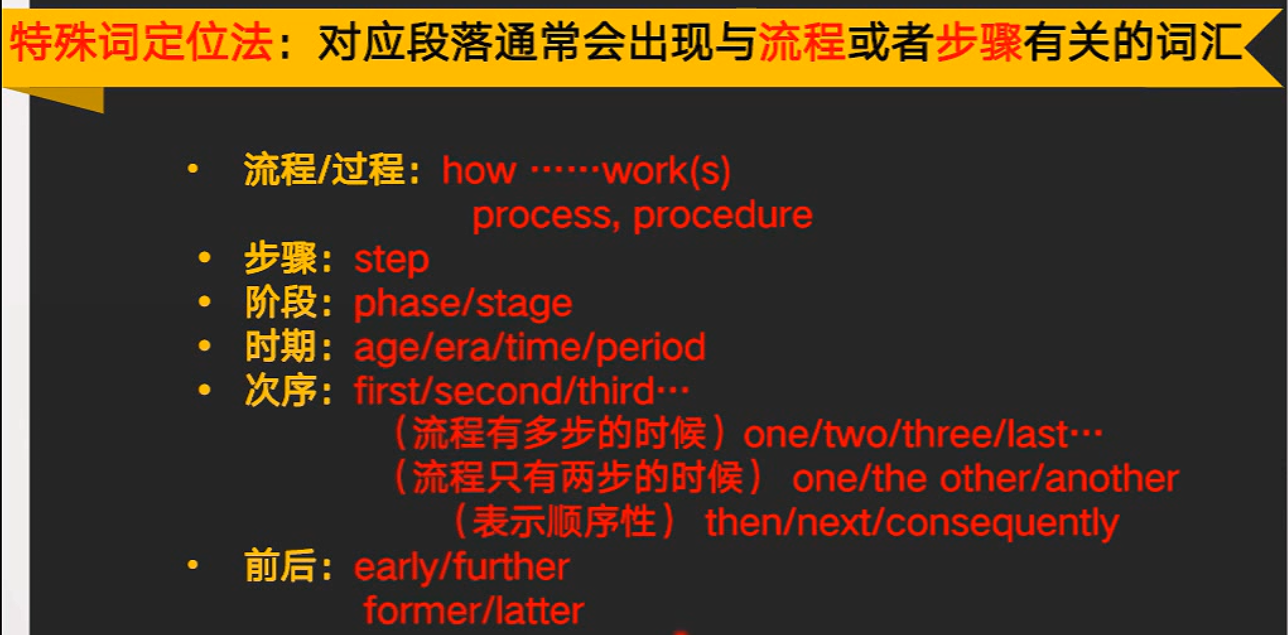 特殊词定位法：对应段落通常会出现与流程或者步骤有关的词汇
• 流程/过程：how ……work(s)
process, procedure
• 步骤：step
• 阶段：phase/stage
• 时期：age/era/time/period
• 次序：first/second/third…
（流程有多步的时候）one/two/three/last…
（流程只有两步的时候） one/the other/another
（表示顺序性） then/next/consequently
• 前后：early/further
former/latter